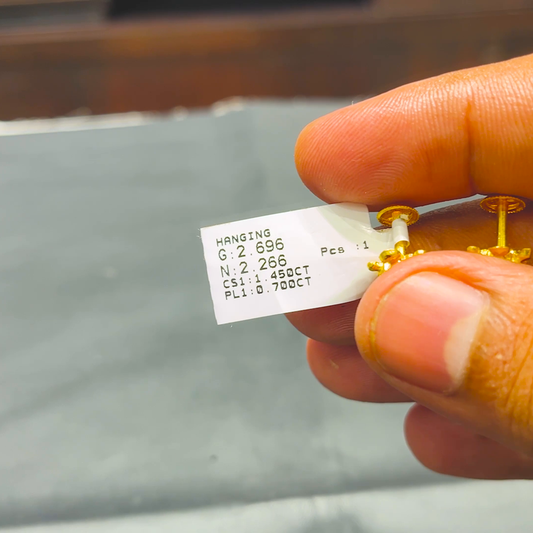 HANGING
G:2.696
N:2.266 Pcs :1
CS1:1.450CT
PL1:0.700CT